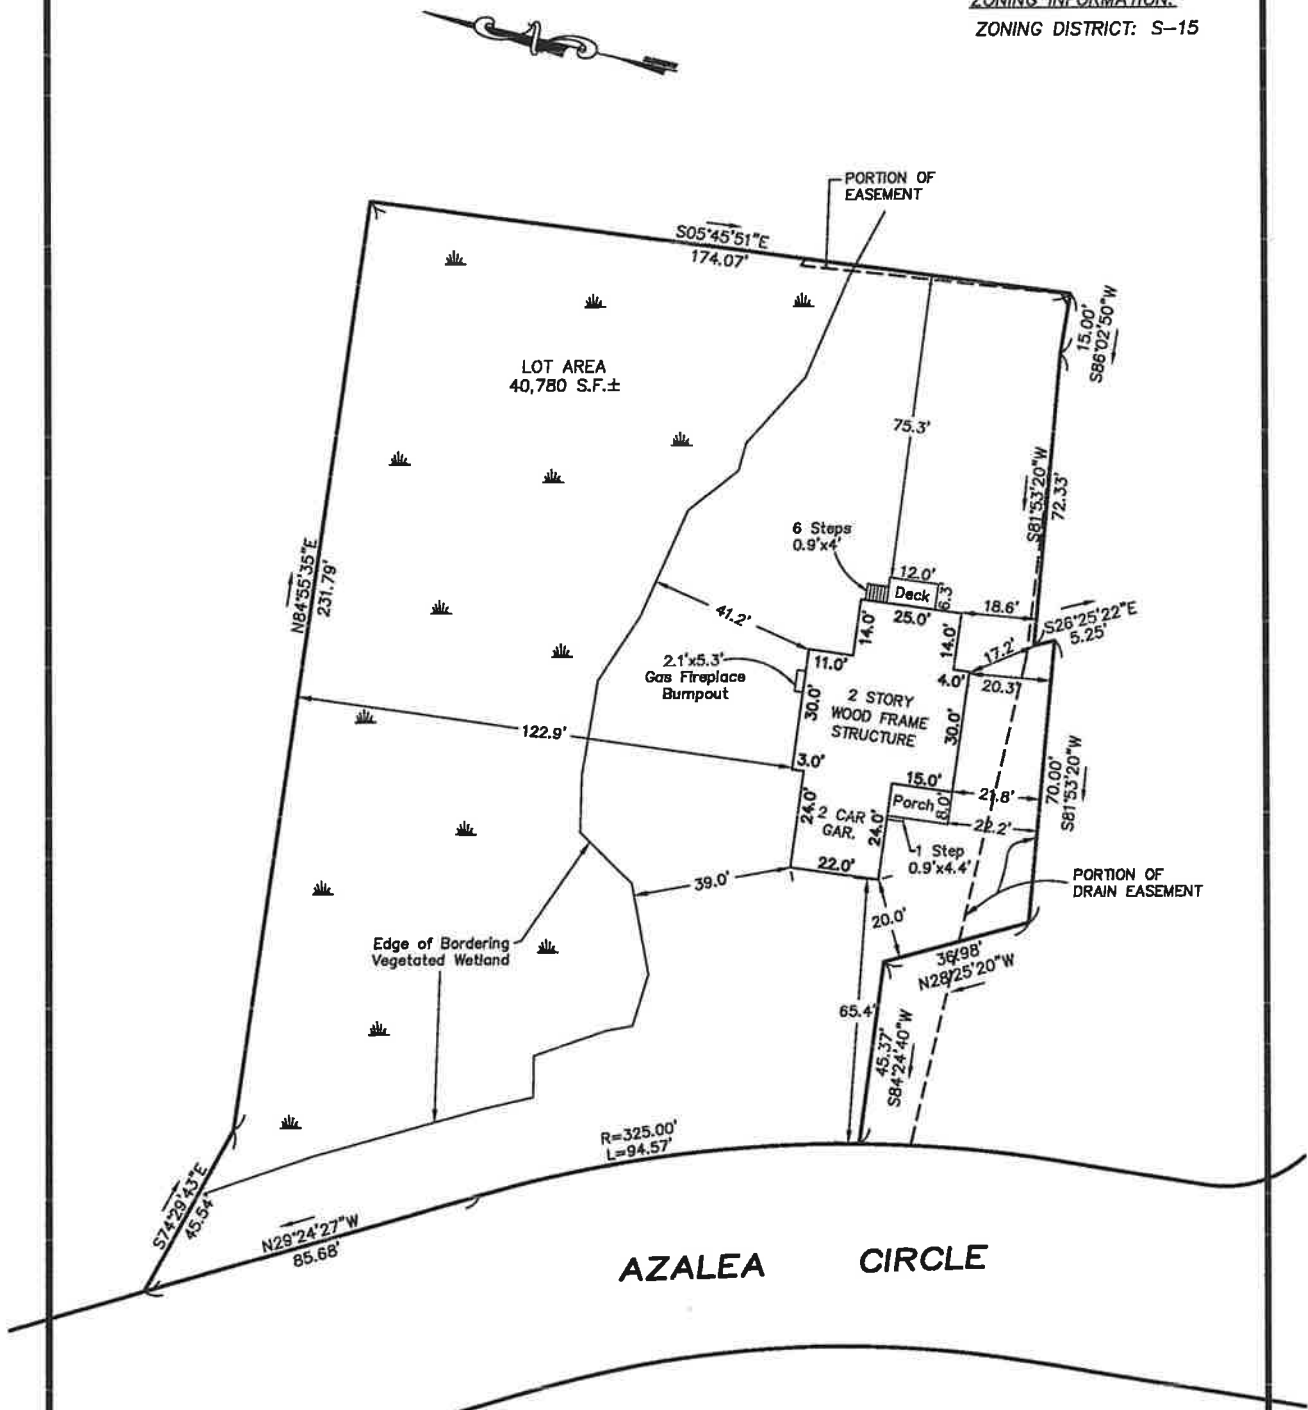 ZONING INFORMATION:
ZONING DISTRICT: S-15
PORTION OF
EASEMENT
S05°45'51"E
174.07'
15.00'
S86°02'50"W
LOT AREA
40,780 S.F.±
75.3'
S81°53'20"W
72.33'
6 Steps
0.9'x4'
12.0'
Deck
6.3'
25.0'
18.6'
S26°25'22"E
5.25'
N84°55'35"E
231.79'
41.2'
14.0'
14.0'
17.2'
11.0'
2.1'x5.3'
Gas Fireplace
Bumpout
4.0'
20.3'
30.0'
2 STORY
WOOD FRAME
STRUCTURE
30.0'
122.9'
3.0'
15.0'
21.8'
70.00'
S81°53'20"W
24.0'
Porch
8.0'
2 CAR
GAR.
24.0'
22.2'
1 Step
0.9'x4.4'
22.0'
39.0'
PORTION OF
DRAIN EASEMENT
20.0'
Edge of Bordering
Vegetated Wetland
36.98'
N28°25'20"W
65.4'
45.37'
S84°24'40"W
R=325.00'
L=94.57'
S74°29'43"E
45.54'
N29°24'27"W
85.68'
AZALEA CIRCLE